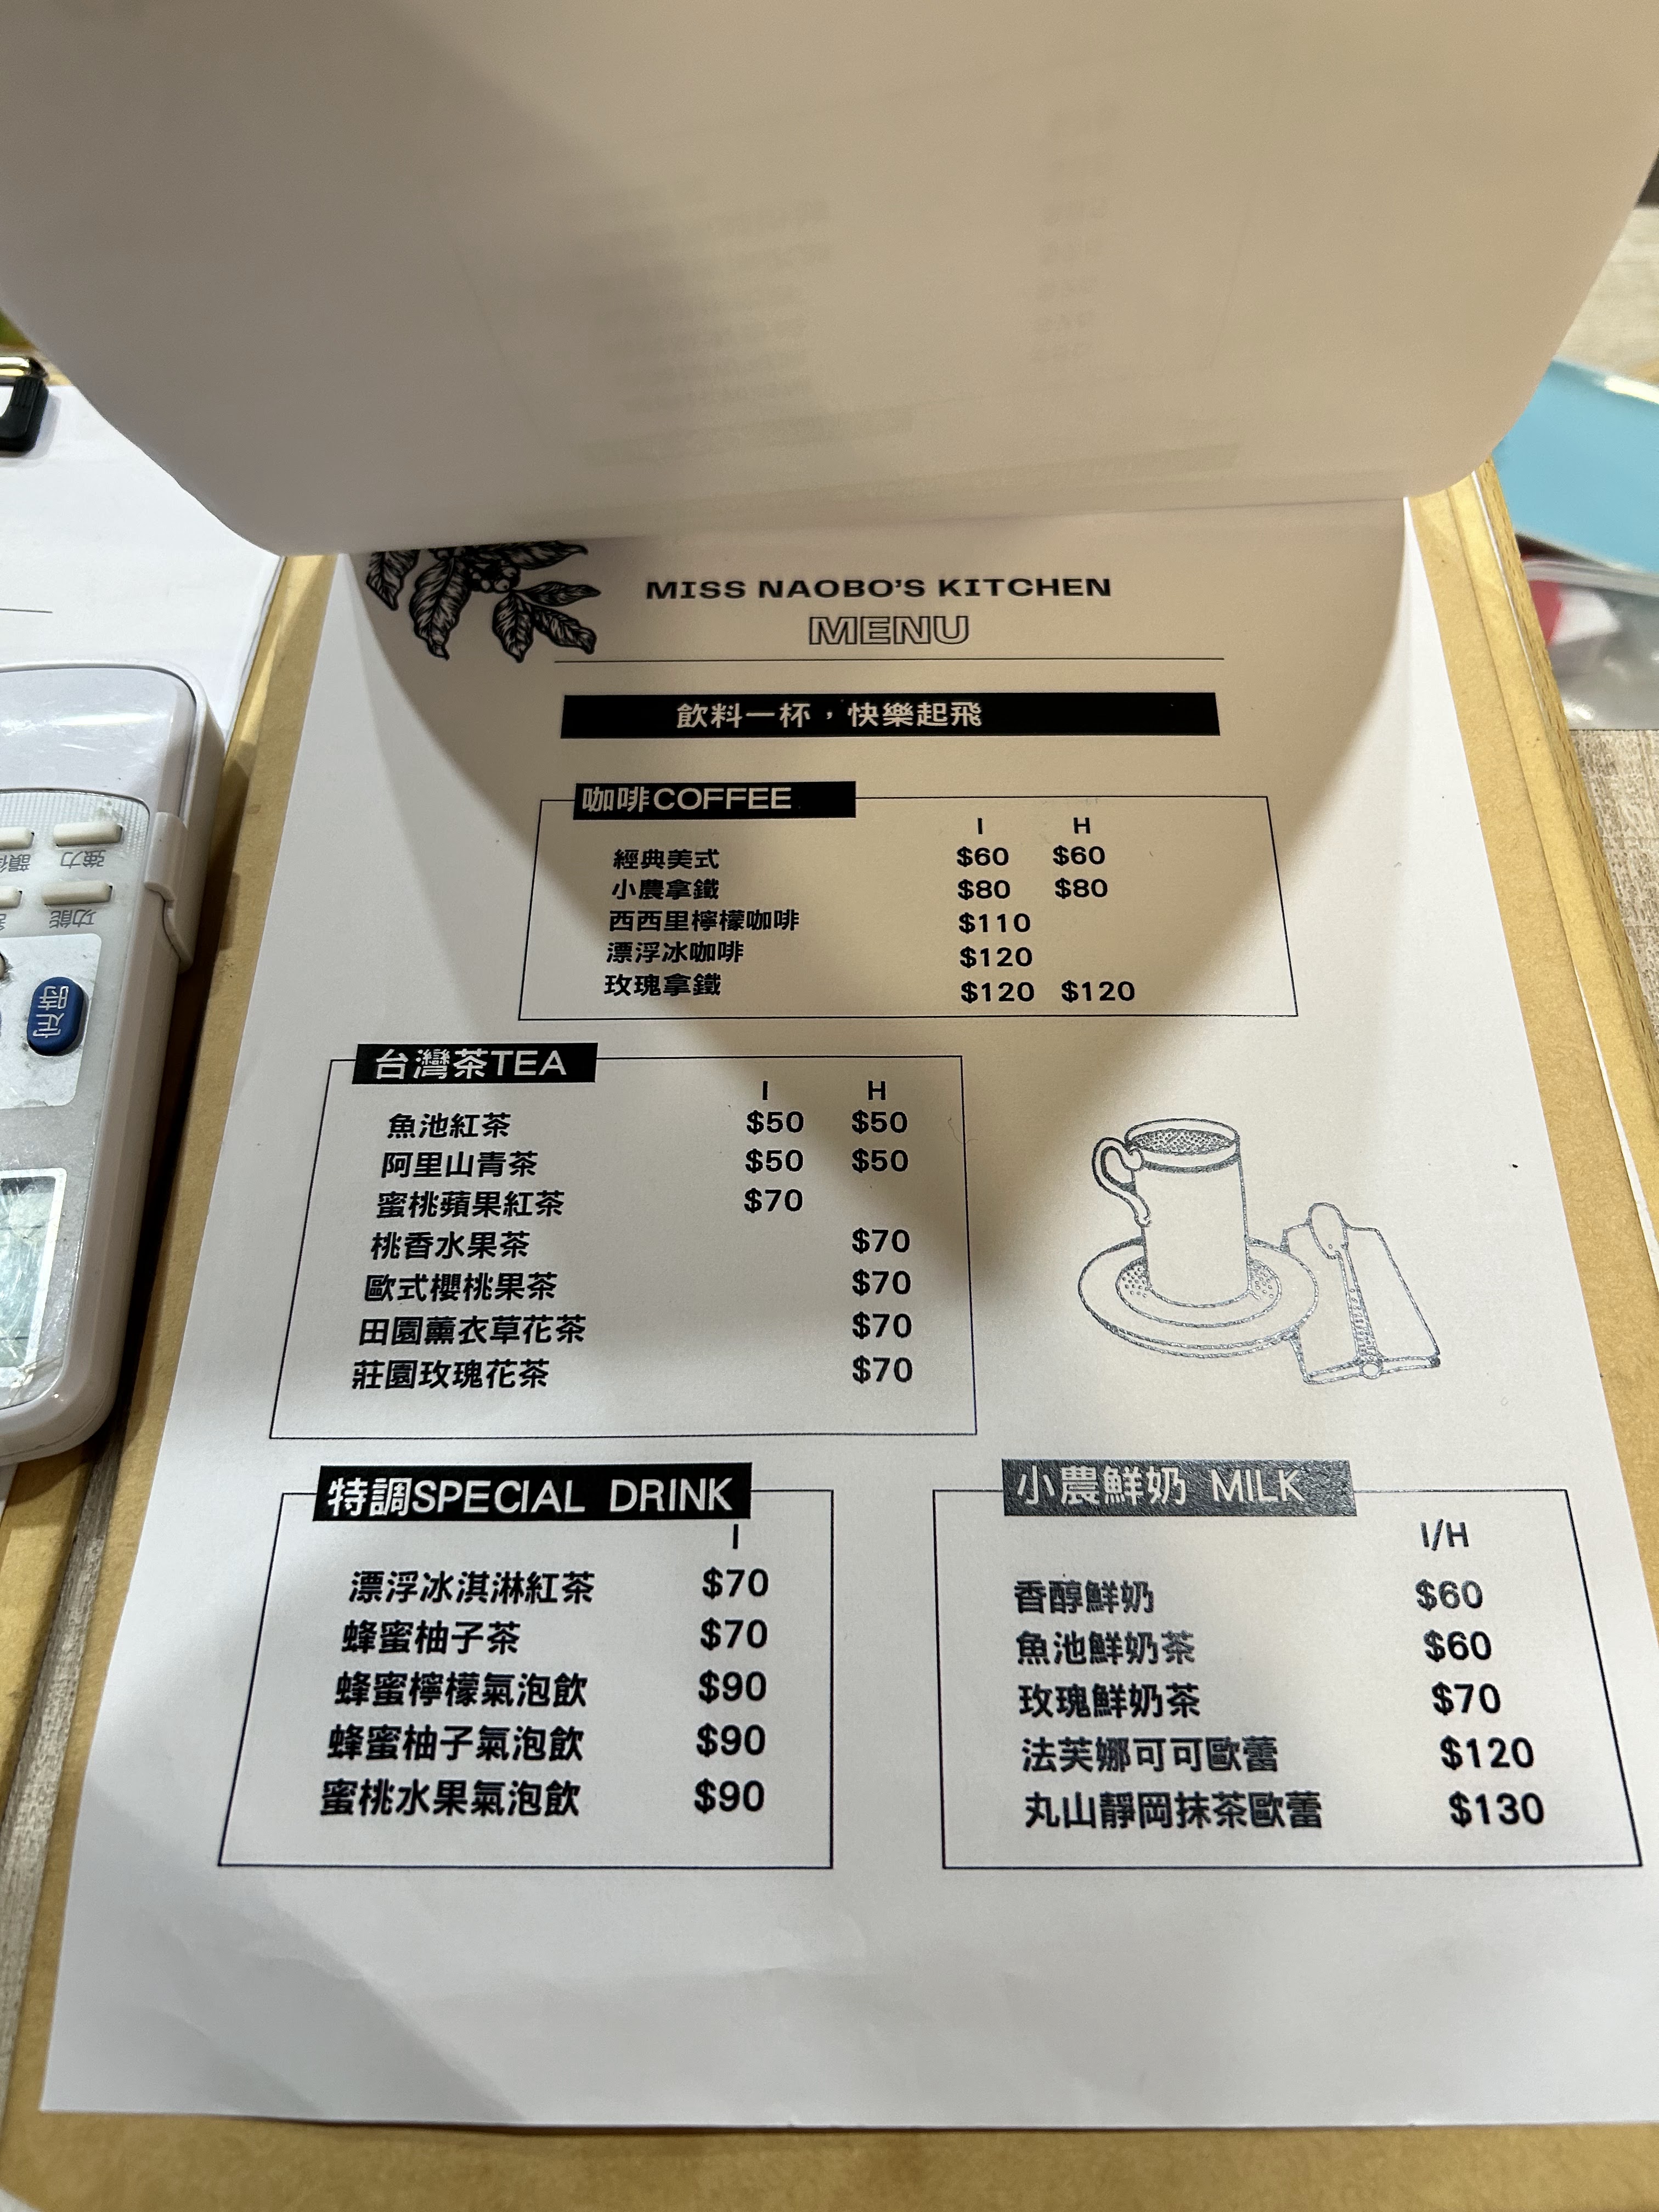 MISS NAOBO'S KITCHEN
MENU
飲料一杯，快樂起飛
咖啡COFFEE
I H
經典美式 $60 $60
小農拿鐵 $80 $80
西西里檸檬咖啡 $110
漂浮冰咖啡 $120
玫瑰拿鐵 $120 $120
台灣茶TEA
I H
魚池紅茶 $50 $50
阿里山青茶 $50 $50
蜜桃蘋果紅茶 $70
桃香水果茶 $70
歐式櫻桃果茶 $70
田園薰衣草花茶 $70
莊園玫瑰花茶 $70
特調SPECIAL DRINK
I
漂浮冰淇淋紅茶 $70
蜂蜜柚子茶 $70
蜂蜜檸檬氣泡飲 $90
蜂蜜柚子氣泡飲 $90
蜜桃水果氣泡飲 $90
小農鮮奶 MILK
I/H
香醇鮮奶 $60
魚池鮮奶茶 $60
玫瑰鮮奶茶 $70
法芙娜可可歐蕾 $120
丸山靜岡抹茶歐蕾 $130
強力
功能
定時